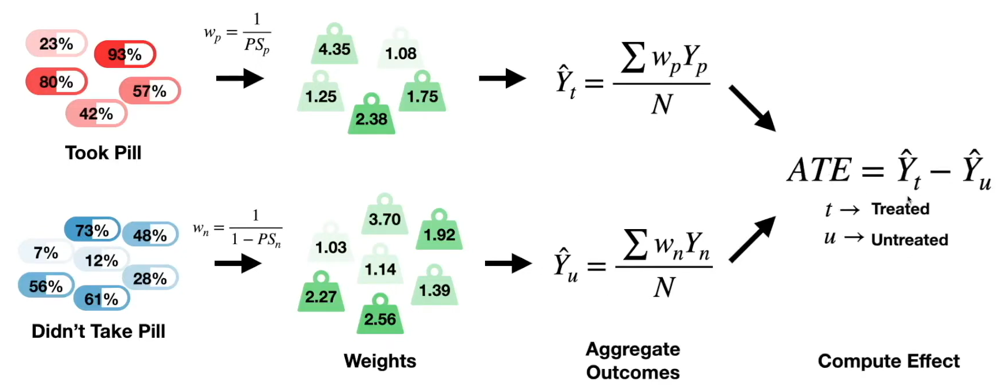 23%
93%
80%
57%
42%
Took Pill
w_p = 1 / PS_p
4.35
1.08
1.25
1.75
2.38
Ŷ_t = ∑ w_p Y_p / N
73%
48%
7%
12%
28%
56%
61%
Didn’t Take Pill
w_n = 1 / 1 − PS_n
3.70
1.92
1.03
1.14
1.39
2.27
2.56
Weights
Ŷ_u = ∑ w_n Y_n / N
Aggregate
Outcomes
ATE = Ŷ_t − Ŷ_u
t → Treated
u → Untreated
Compute Effect